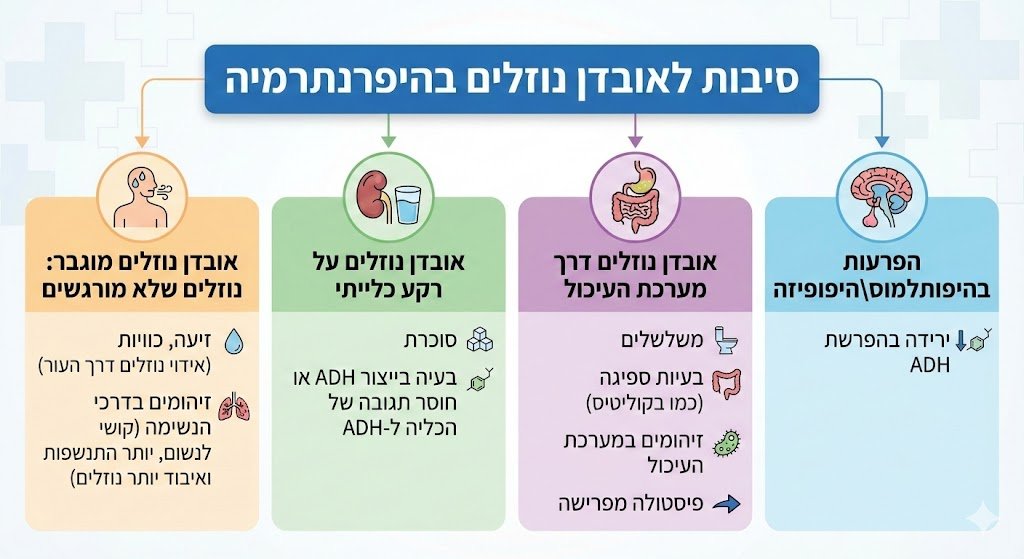 סיבות לאובדן נוזלים בהיפרנתרמיה
הפרעות
בהיפותלמוס\היפופיזה
ירידה בהפרשת
ADH
אובדן נוזלים דרך
מערכת העיכול
משלשלים
בעיות ספיגה
(כמו בקוליטיס)
זיהומים במערכת
העיכול
פיסטולה מפרישה
אובדן נוזלים על
רקע כלייתי
סוכרת
בעיה בייצור ADH או
חוסר תגובה של
הכליה ל-ADH
אובדן נוזלים מוגבר:
נוזלים שלא מורגשים
זיעה, כוויות
(אידוי נוזלים דרך העור)
זיהומים בדרכי
הנשימה (קושי
לנשום, יותר התנשפות
ואיבוד יותר נוזלים)